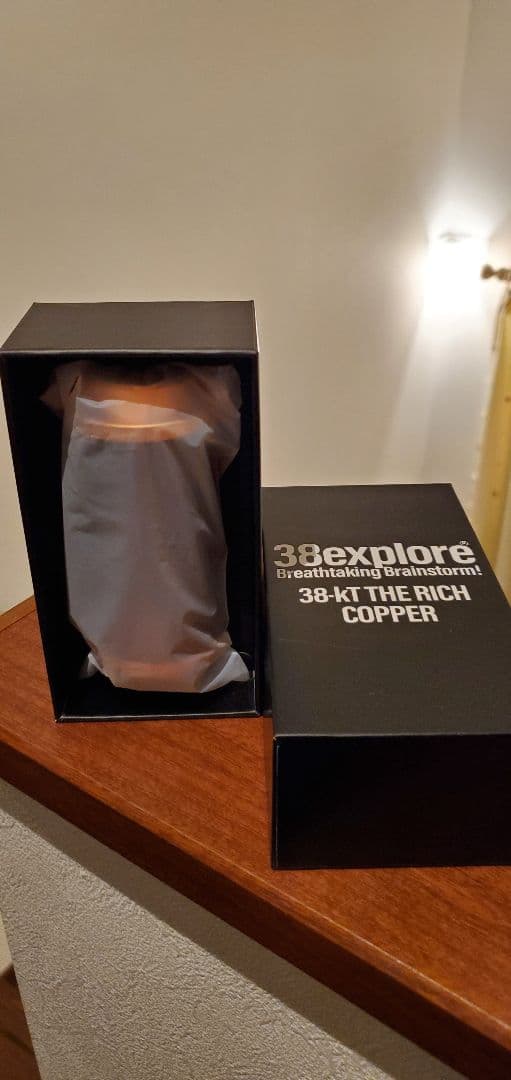 38explore®
Breathtaking Brainstorm!
38-kT THE RICH
COPPER